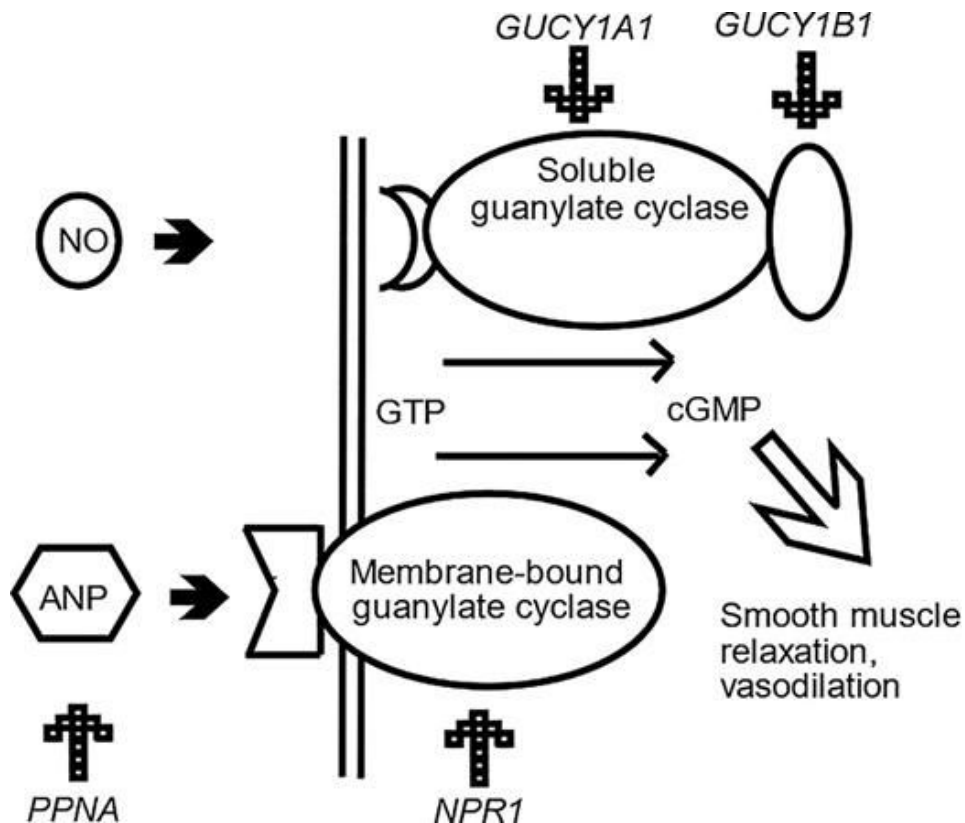 GUCY1A1
GUCY1B1
Soluble
guanylate cyclase
NO
GTP
cGMP
ANP
Membrane-bound
guanylate cyclase
Smooth muscle
relaxation,
vasodilation
PPNA
NPR1